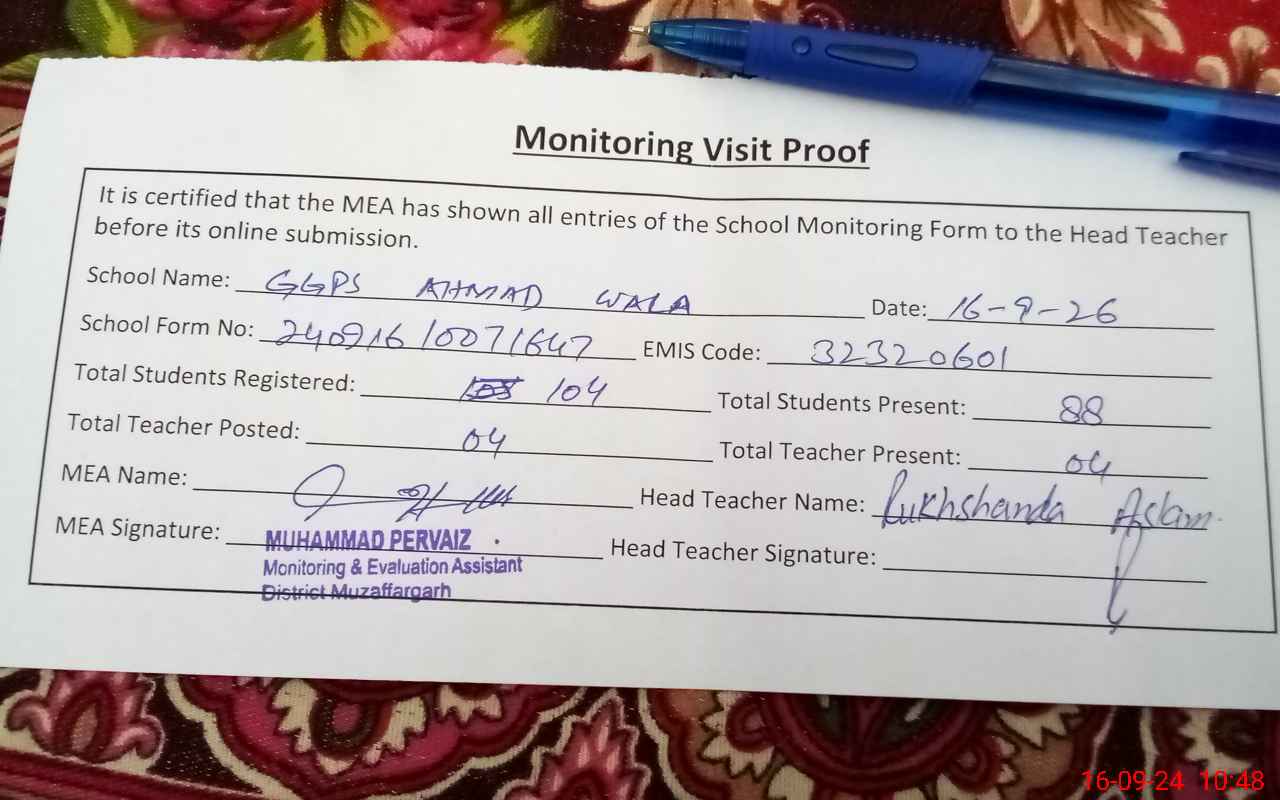 Monitoring Visit Proof
It is certified that the MEA has shown all entries of the School Monitoring Form to the Head Teacher
before its online submission.
School Name: GGPS AHMAD WALA Date: 16-9-26
School Form No: 24091610071647 EMIS Code: 32320601
Total Students Registered: 104 Total Students Present: 88
Total Teacher Posted: 04 Total Teacher Present: 04
MEA Name: Head Teacher Name: Rukhshanda Aslam.
MEA Signature: MUHAMMAD PERVAIZ Head Teacher Signature:
Monitoring & Evaluation Assistant
District Muzaffargarh
16-09-24 10:48